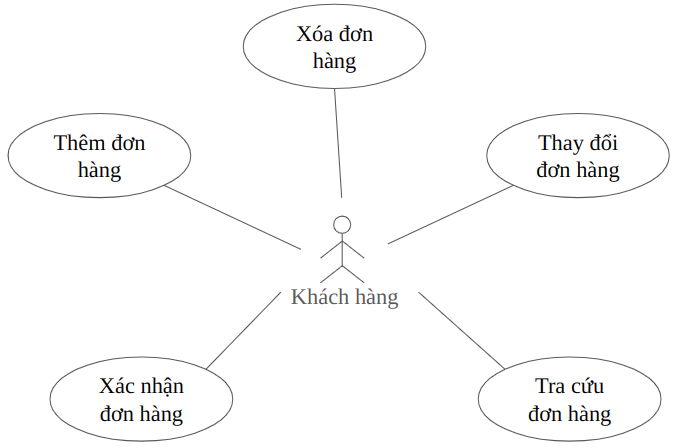 Xóa đơn
hàng
Thêm đơn
hàng
Thay đổi
đơn hàng
Khách hàng
Xác nhận
đơn hàng
Tra cứu
đơn hàng